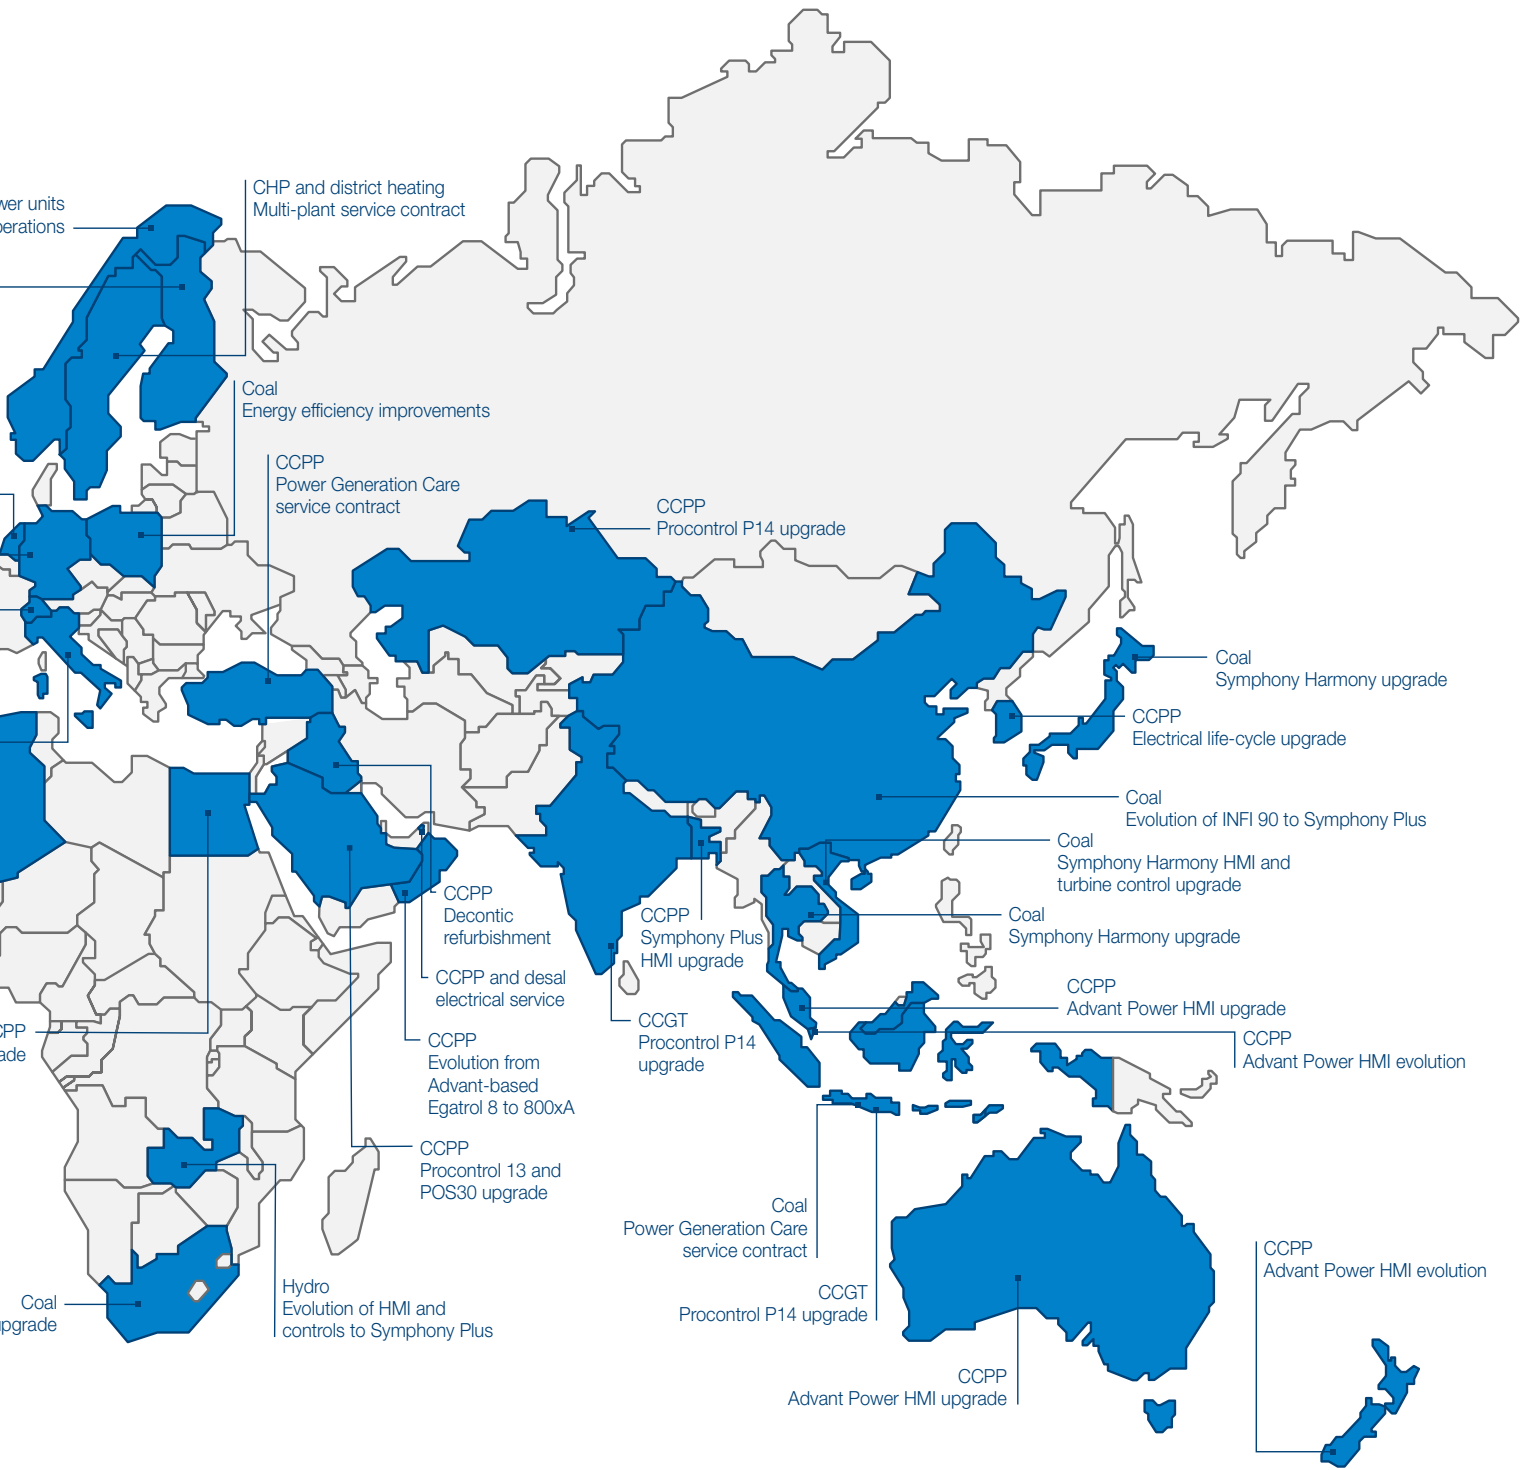 CHP and district heating
Multi-plant service contract
units
Coal
Energy efficiency improvements
CCPP
Power Generation Care
service contract
CCPP
Procontrol P14 upgrade
Coal
Symphony Harmony upgrade
CCPP
Electrical life-cycle upgrade
Coal
Evolution of INFI 90 to Symphony Plus
Coal
Symphony Harmony HMI and
turbine control upgrade
Coal
Symphony Harmony upgrade
CCPP
Decontic
refurbishment
CCPP
Symphony Plus
HMI upgrade
CCPP and desal
electrical service
CCPP
Advant Power HMI upgrade
CCGT
Procontrol P14
upgrade
CCPP
Advant Power HMI evolution
CCPP
Evolution from
Advant-based
Egatrol 8 to 800xA
CCPP
Procontrol 13 and
POS30 upgrade
Coal
Power Generation Care
service contract
CCGT
Procontrol P14 upgrade
CCPP
Advant Power HMI evolution
Hydro
Evolution of HMI and
controls to Symphony Plus
Coal
CCPP
Advant Power HMI upgrade